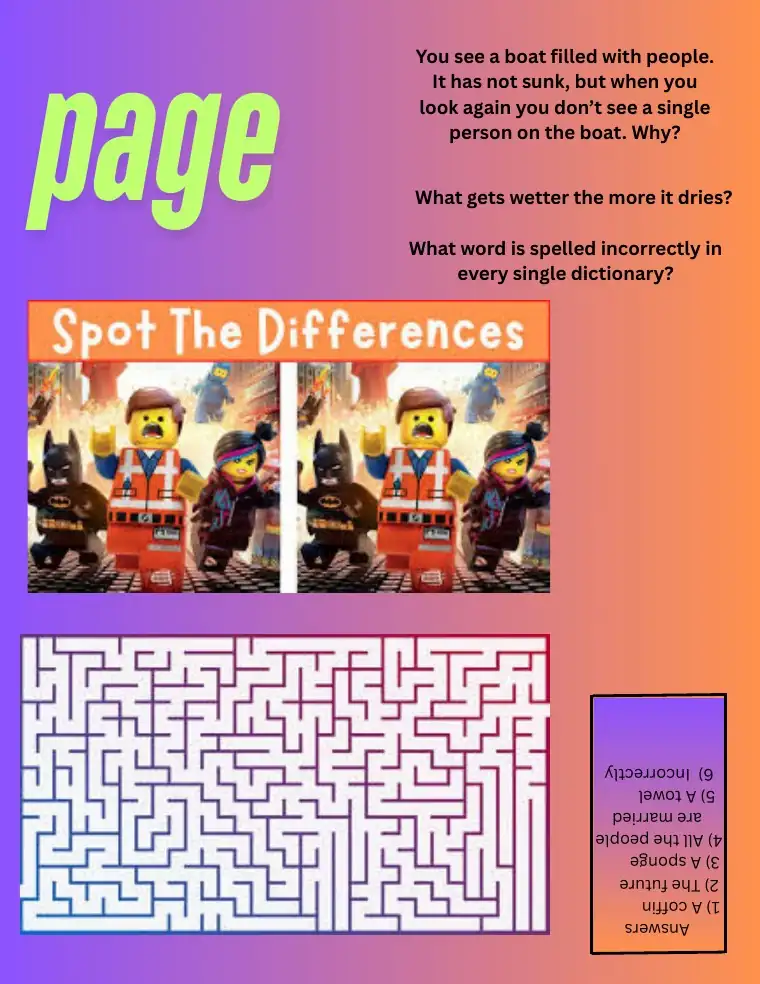 page
You see a boat filled with people.
It has not sunk, but when you
look again you don’t see a single
person on the boat. Why?
What gets wetter the more it dries?
What word is spelled incorrectly in
every single dictionary?
Spot The Differences
Answers
1) A coffin
2) The future
3) A sponge
4) All the people
are married
5) A towel
6) Incorrectly